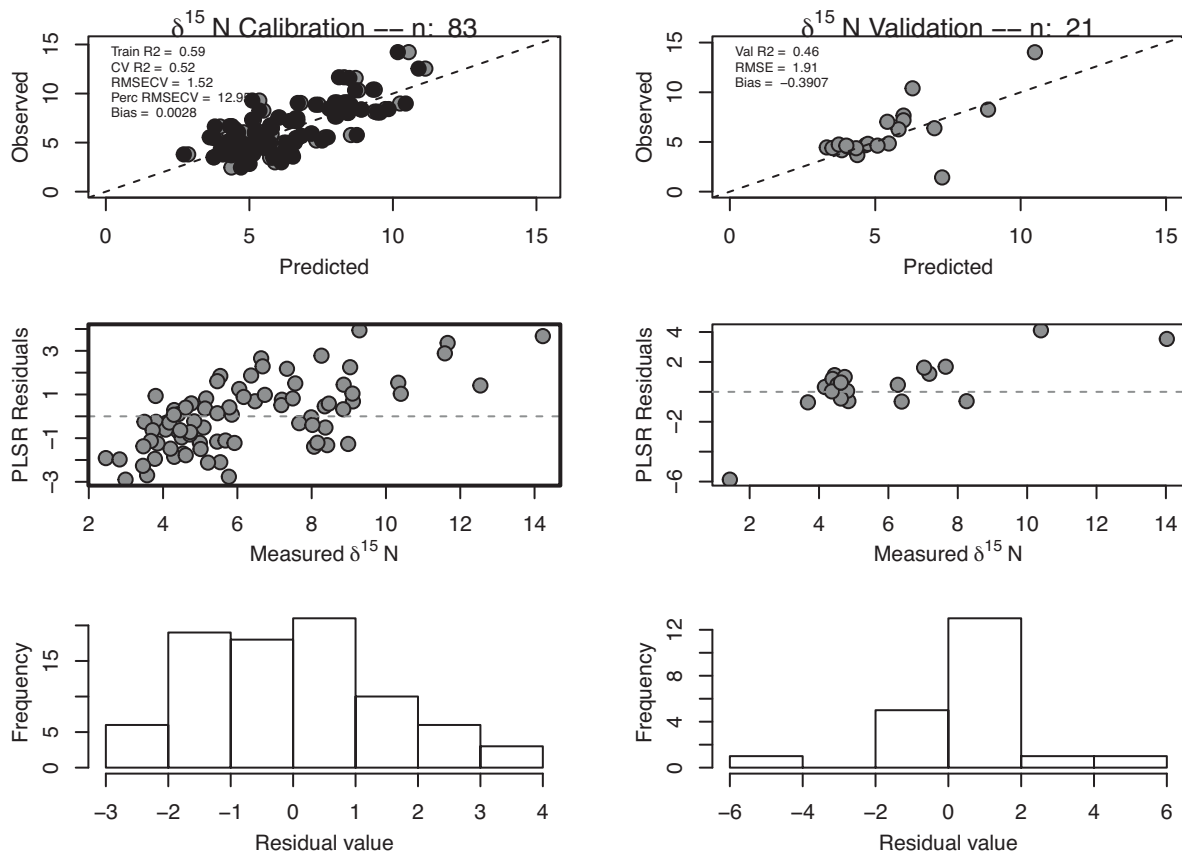 δ15 N Calibration −− n: 83
Train R2 = 0.59
CV R2 = 0.52
RMSECV = 1.52
Perc RMSECV = 12.9
Bias = 0.0028
Observed
0 5 10 15
0 5 10 15
Predicted
δ15 N Validation −− n: 21
Val R2 = 0.46
RMSE = 1.91
Bias = −0.3907
Observed
0 5 10 15
0 5 10 15
Predicted
PLSR Residuals
−3 −1 1 3
2 4 6 8 10 12 14
Measured δ15 N
PLSR Residuals
−6 −2 2 4
2 4 6 8 10 12 14
Measured δ15 N
Frequency
0 5 15
−3 −2 −1 0 1 2 3 4
Residual value
Frequency
0 4 8 12
−6 −4 −2 0 2 4 6
Residual value